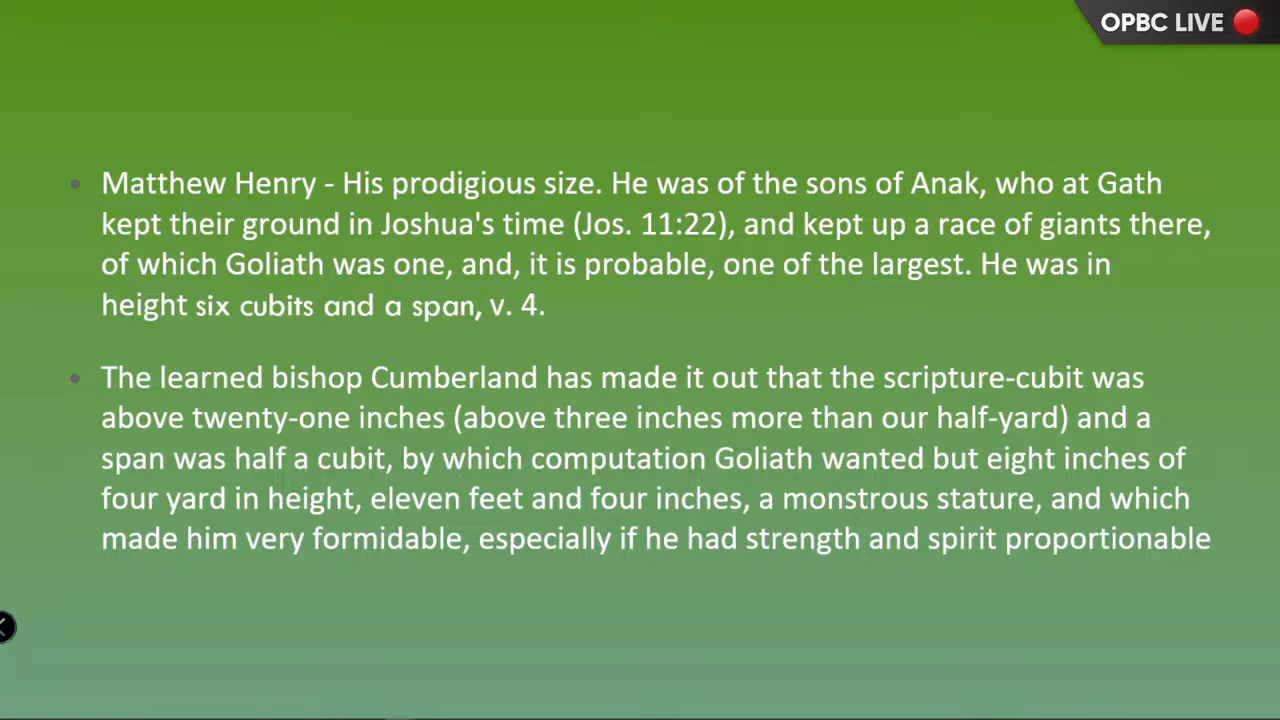 OPBC LIVE
• Matthew Henry - His prodigious size. He was of the sons of Anak, who at Gath
kept their ground in Joshua's time (Jos. 11:22), and kept up a race of giants there,
of which Goliath was one, and, it is probable, one of the largest. He was in
height six cubits and a span, v. 4.
• The learned bishop Cumberland has made it out that the scripture-cubit was
above twenty-one inches (above three inches more than our half-yard) and a
span was half a cubit, by which computation Goliath wanted but eight inches of
four yard in height, eleven feet and four inches, a monstrous stature, and which
made him very formidable, especially if he had strength and spirit proportionable